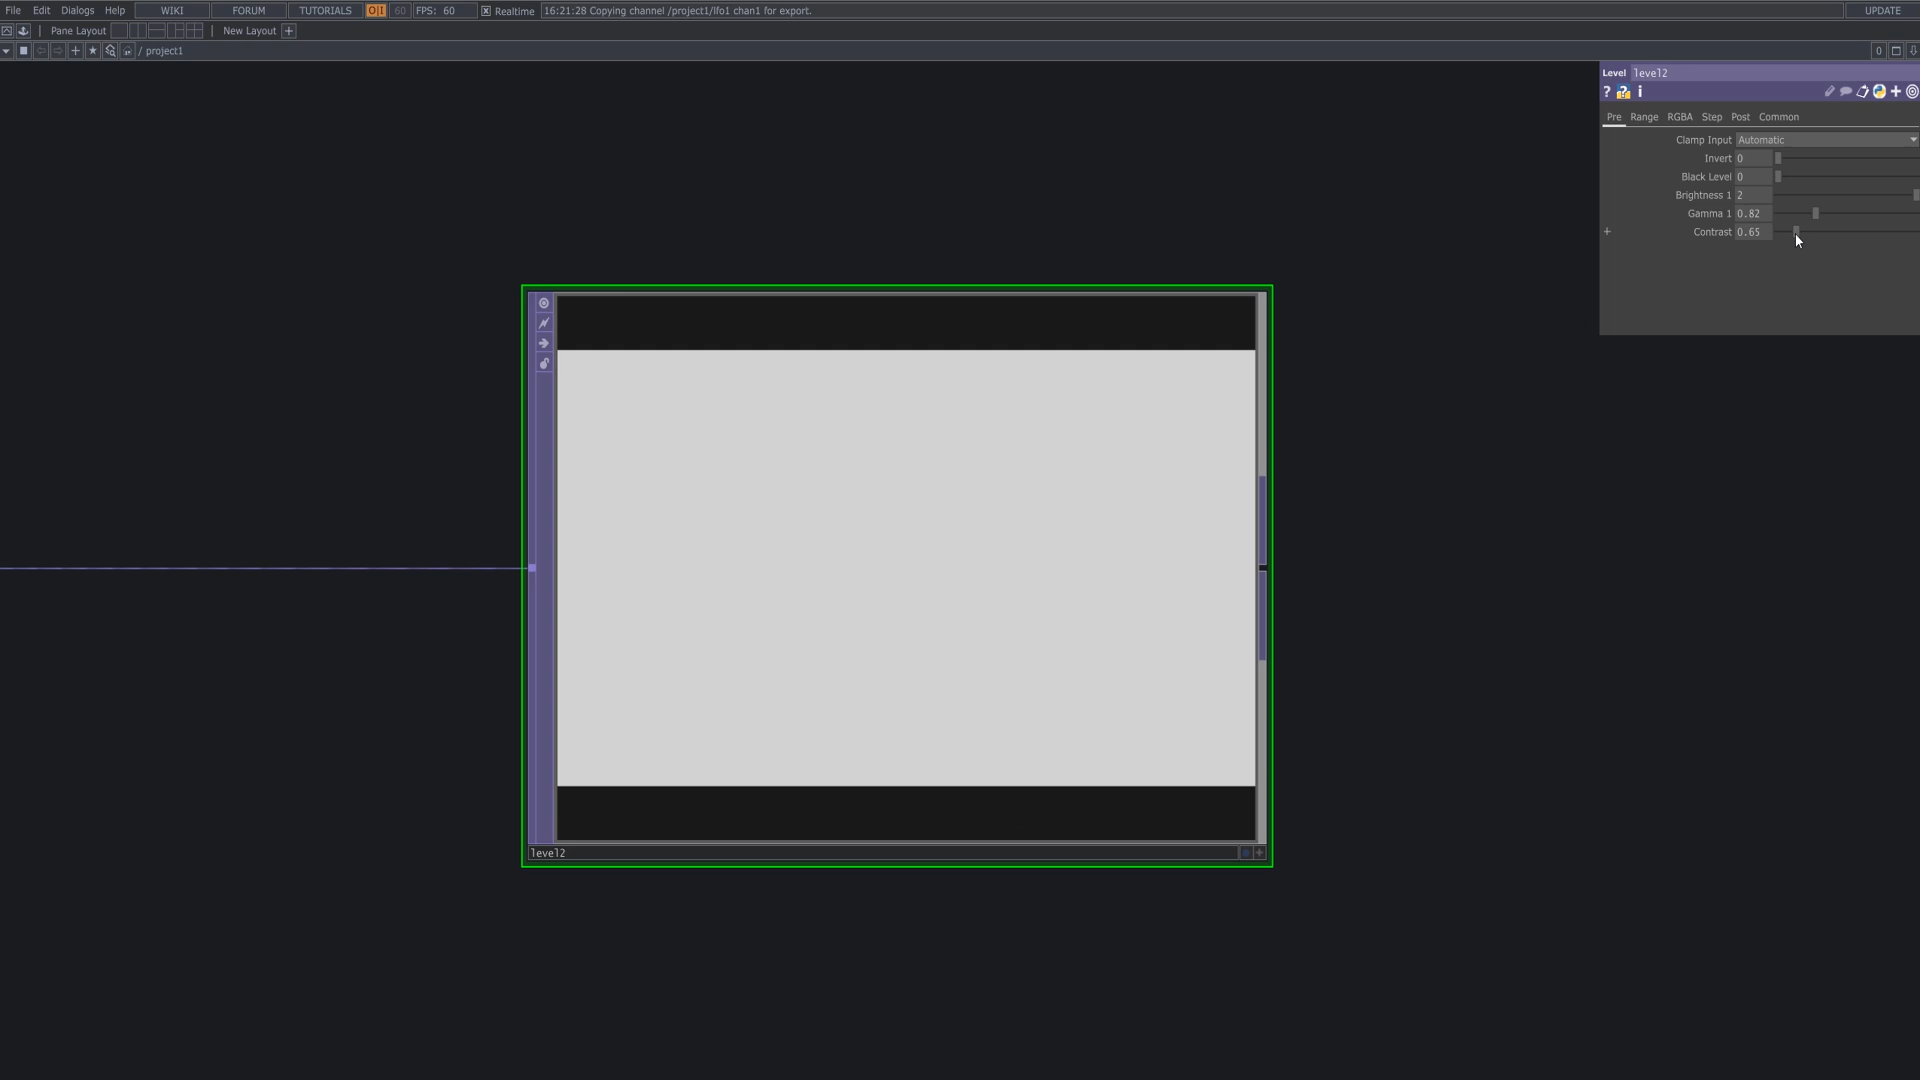 File Edit Dialogs Help WIKI FORUM TUTORIALS O|I 60 FPS: 60 Realtime 16:21:28 Copying channel /project1/lfo1 chan1 for export. UPDATE
Pane Layout New Layout +
/ project1 0
Level level2
? ? i
Pre Range RGBA Step Post Common
Clamp Input Automatic
Invert 0
Black Level 0
Brightness 1 2
Gamma 1 0.82
+ Contrast 0.65
level2